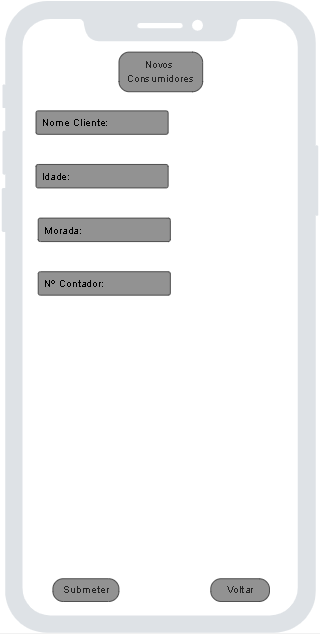 Novos
Consumidores
Nome Cliente:
Idade:
Morada:
Nº Contador:
Submeter
Voltar